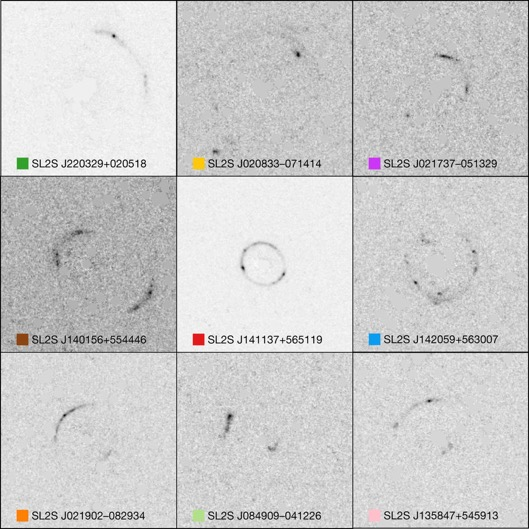 SL2S J220329+020518
SL2S J020833–071414
SL2S J021737–051329
SL2S J140156+554446
SL2S J141137+565119
SL2S J142059+563007
SL2S J021902–082934
SL2S J084909–041226
SL2S J135847+545913